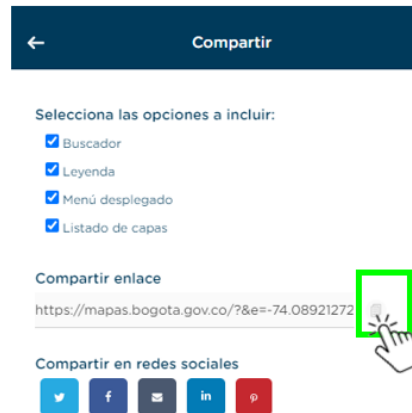 Compartir
Selecciona las opciones a incluir:
Buscador
Leyenda
Menú desplegado
Listado de capas
Compartir enlace
https://mapas.bogota.gov.co/?&e=-74.08921272
Compartir en redes sociales